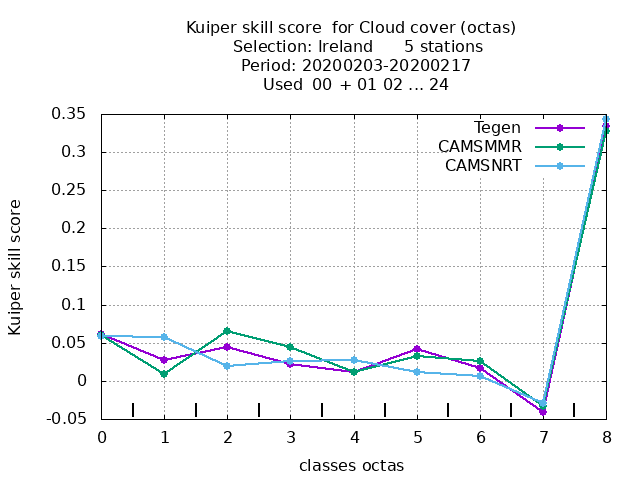 Kuiper skill score  for Cloud cover (octas)
Selection: Ireland      5 stations
Period: 20200203-20200217
Used  00 + 01 02 ... 24
Tegen
CAMSMMR
CAMSNRT
Kuiper skill score
0.35
0.3
0.25
0.2
0.15
0.1
0.05
0
-0.05
0 1 2 3 4 5 6 7 8
classes octas